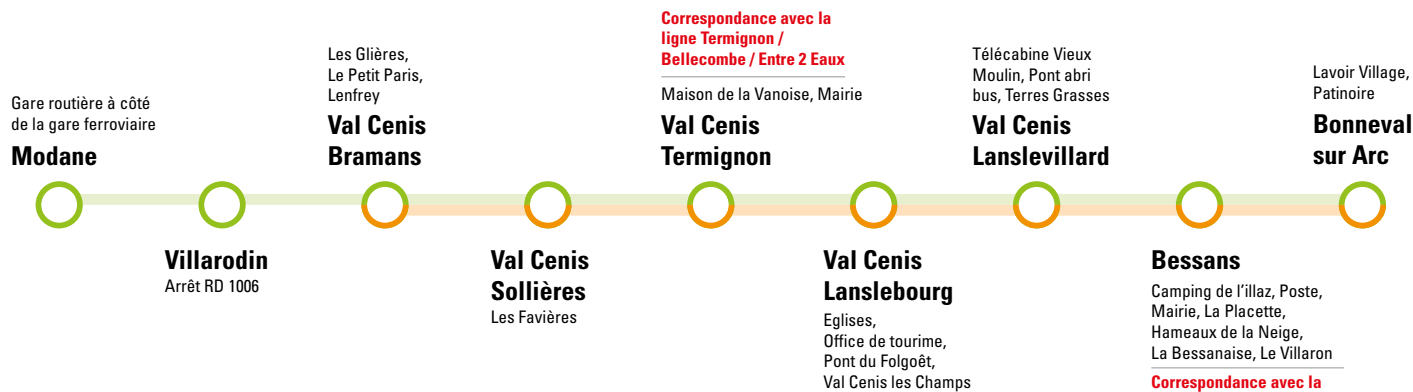 Gare routière à côté
de la gare ferroviaire
Modane
Villarodin
Arrêt RD 1006
Les Glières,
Le Petit Paris,
Lenfrey
Val Cenis
Bramans
Val Cenis
Sollières
Les Favières
Correspondance avec la
ligne Termignon /
Bellecombe / Entre 2 Eaux
Maison de la Vanoise, Mairie
Val Cenis
Termignon
Val Cenis
Lanslebourg
Eglises,
Office de tourime,
Pont du Folgoêt,
Val Cenis les Champs
Télécabine Vieux
Moulin, Pont abri
bus, Terres Grasses
Val Cenis
Lanslevillard
Bessans
Camping de l’illaz, Poste,
Mairie, La Placette,
Hameaux de la Neige,
La Bessanaise, Le Villaron
Correspondance avec la
Lavoir Village,
Patinoire
Bonneval
sur Arc